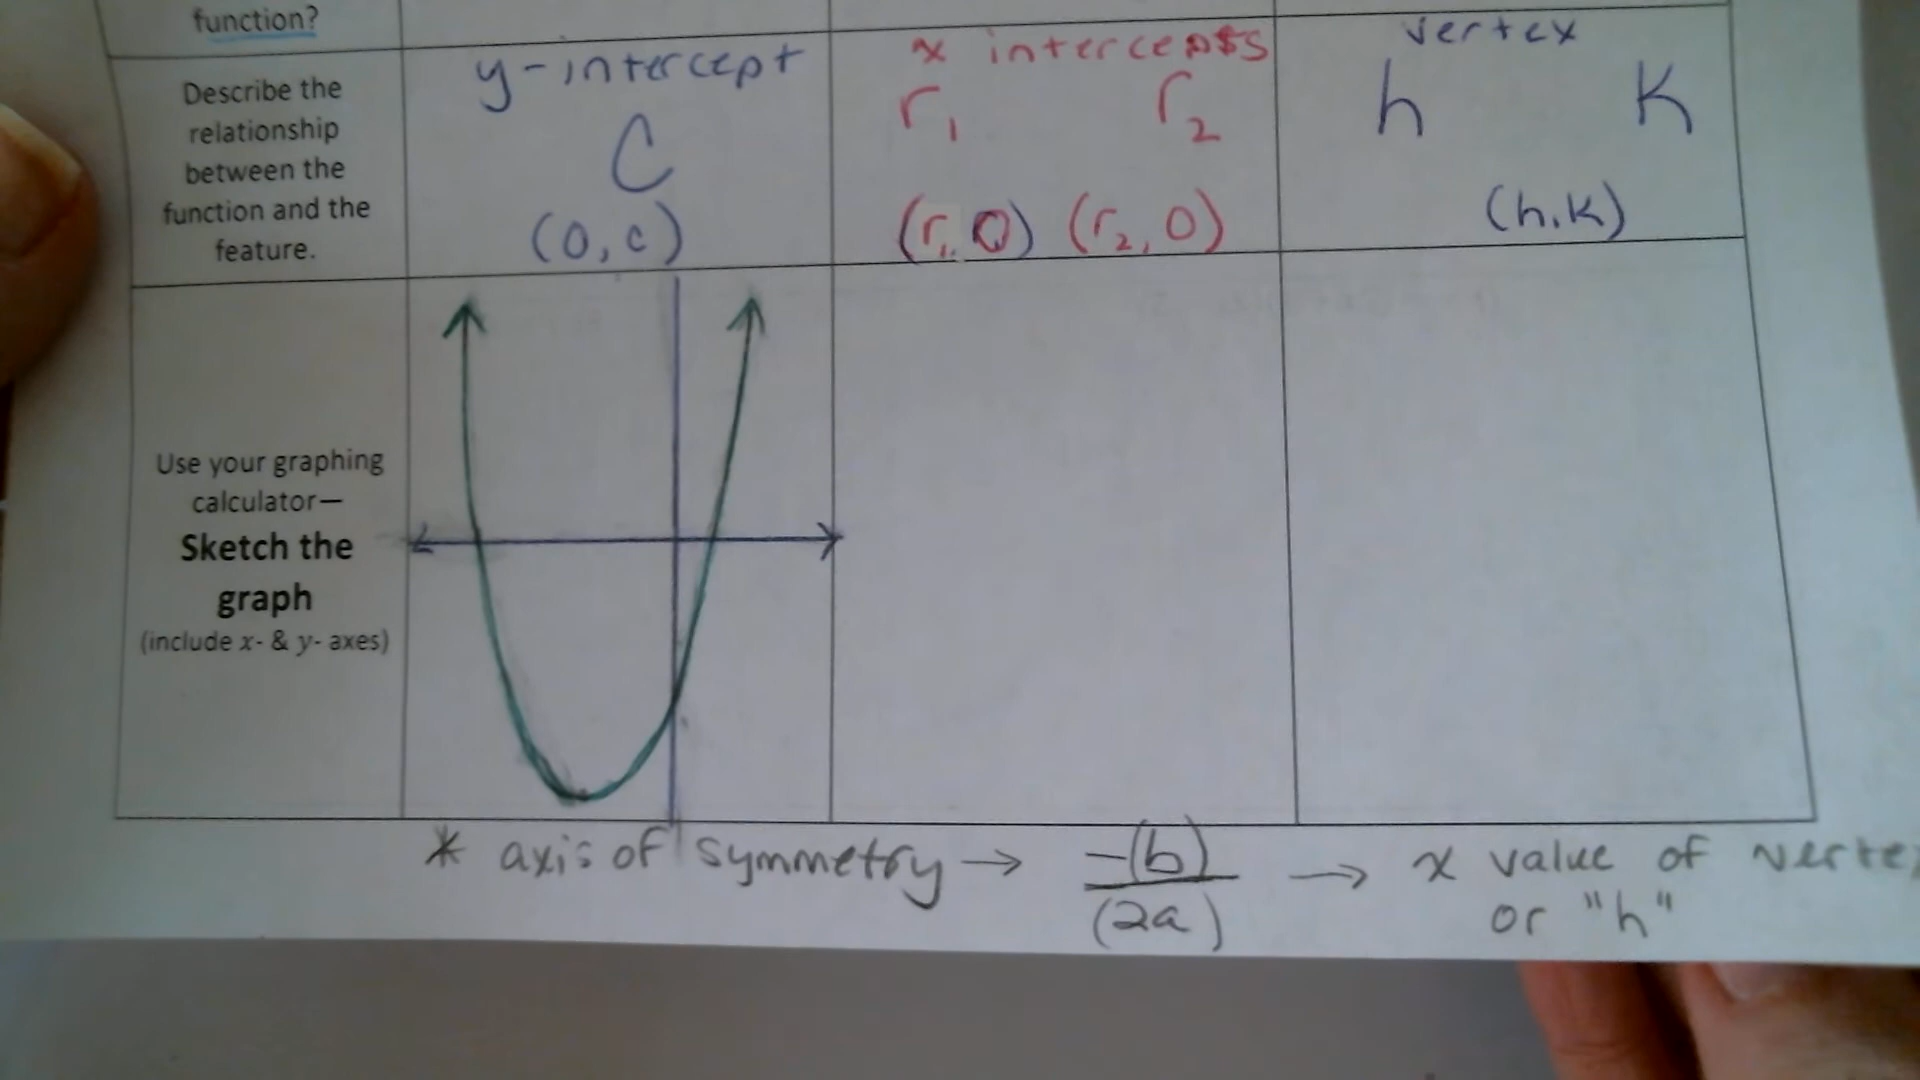 function?
Describe the
relationship
between the
function and the
feature.
y-intercept
C
(0, c)
x intercepts
r1 r2
(r1, 0) (r2, 0)
vertex
h K
(h,k)
Use your graphing
calculator—
Sketch the
graph
(include x- & y- axes)
* axis of symmetry → -(b)/(2a) → x value of
or "h"